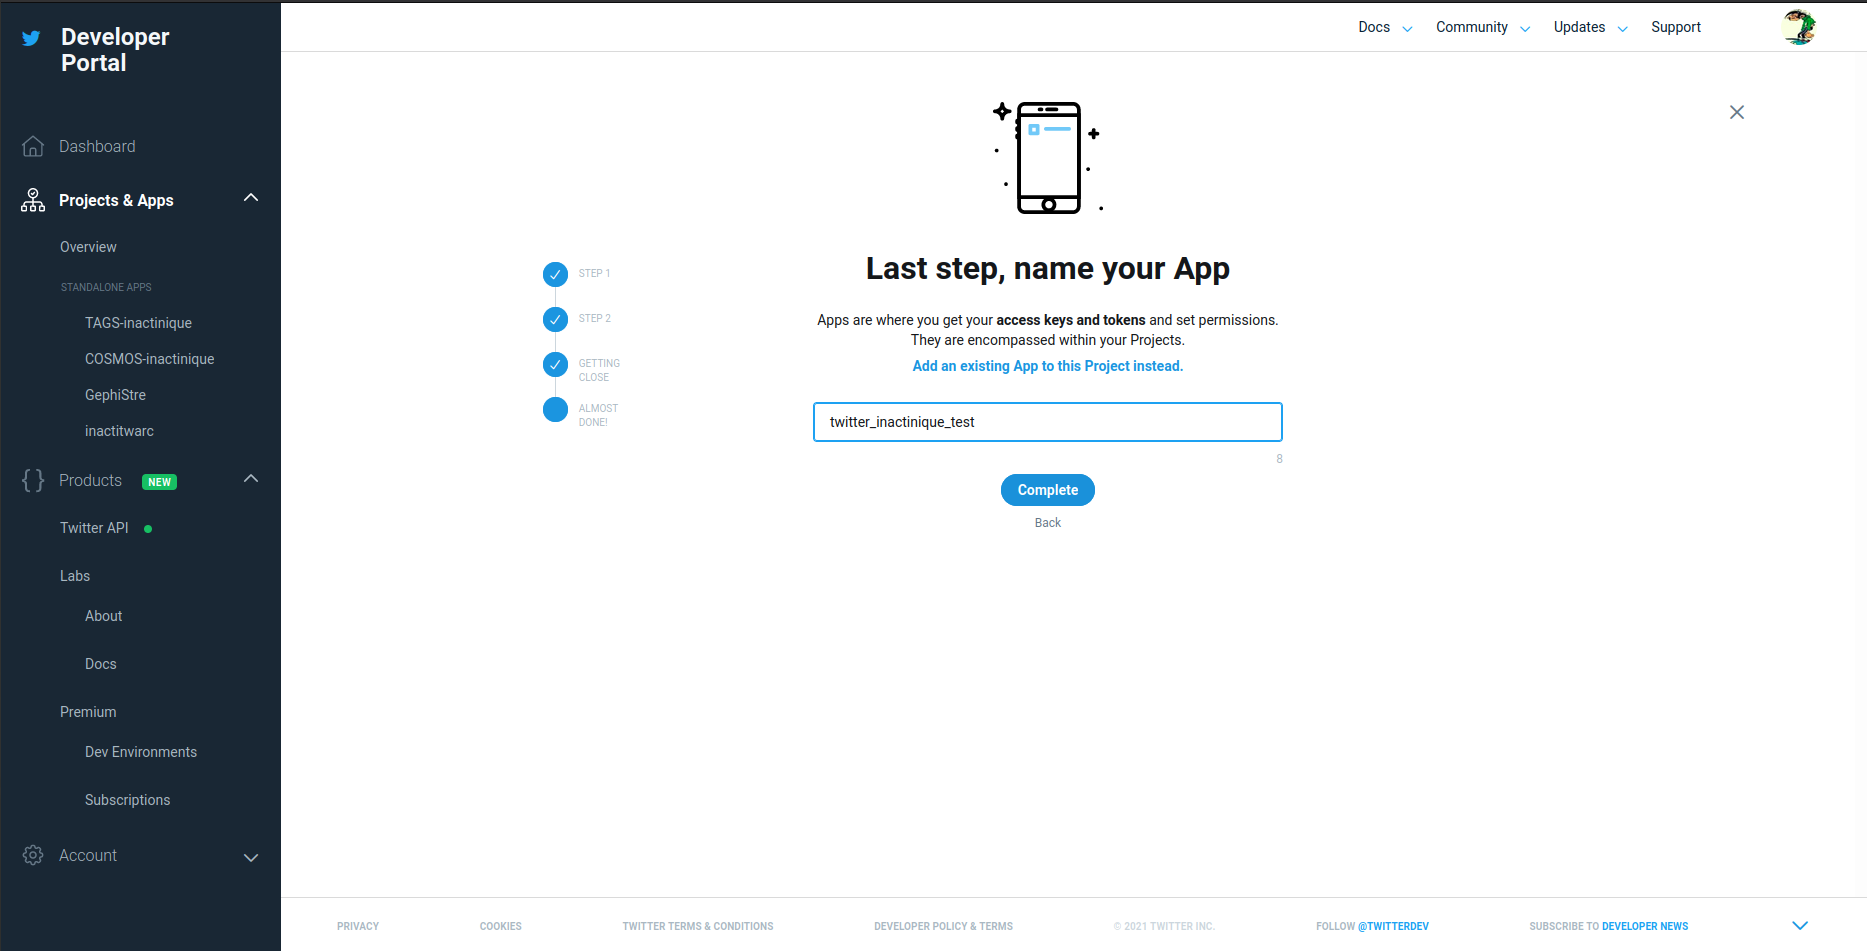 Developer
Portal
Docs
Community
Updates
Support
Dashboard
Projects & Apps
Overview
STANDALONE APPS
TAGS-inactinique
COSMOS-inactinique
GephiStre
inactitwarc
Products NEW
Twitter API
Labs
About
Docs
Premium
Dev Environments
Subscriptions
Account
STEP 1
STEP 2
GETTING
CLOSE
ALMOST
DONE!
Last step, name your App
Apps are where you get your access keys and tokens and set permissions.
They are encompassed within your Projects.
Add an existing App to this Project instead.
twitter_inactinique_test
8
Complete
Back
PRIVACY
COOKIES
TWITTER TERMS & CONDITIONS
DEVELOPER POLICY & TERMS
© 2021 TWITTER INC.
FOLLOW @TWITTERDEV
SUBSCRIBE TO DEVELOPER NEWS